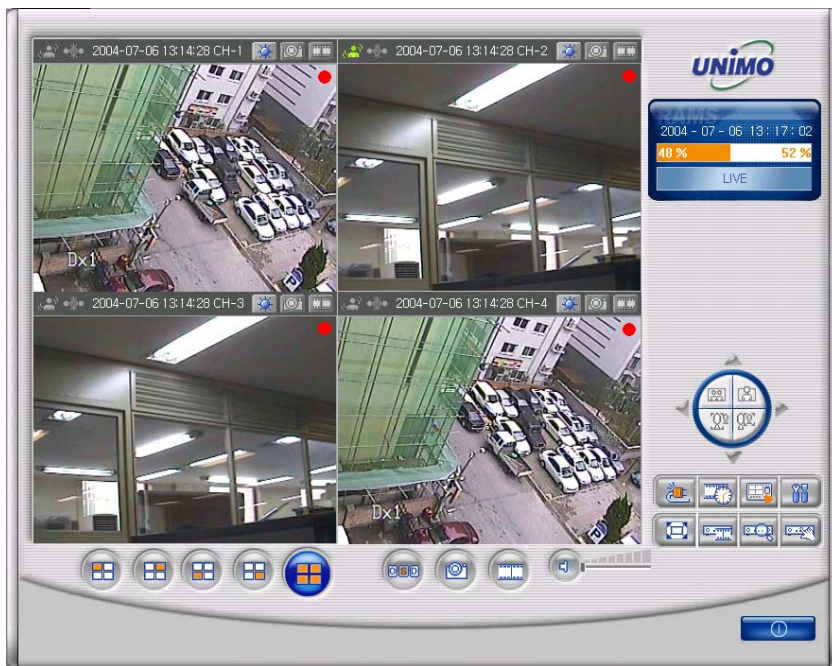 2004-07-06 13:14:28 CH-1
2004-07-06 13:14:28 CH-2
UNiMO
RAMS
2004 - 07 - 06 13 : 17 : 02
48 % 52 %
LIVE
Dx1
P
2004-07-06 13:14:28 CH-3
2004-07-06 13:14:28 CH-4
Dx1
P
OSD